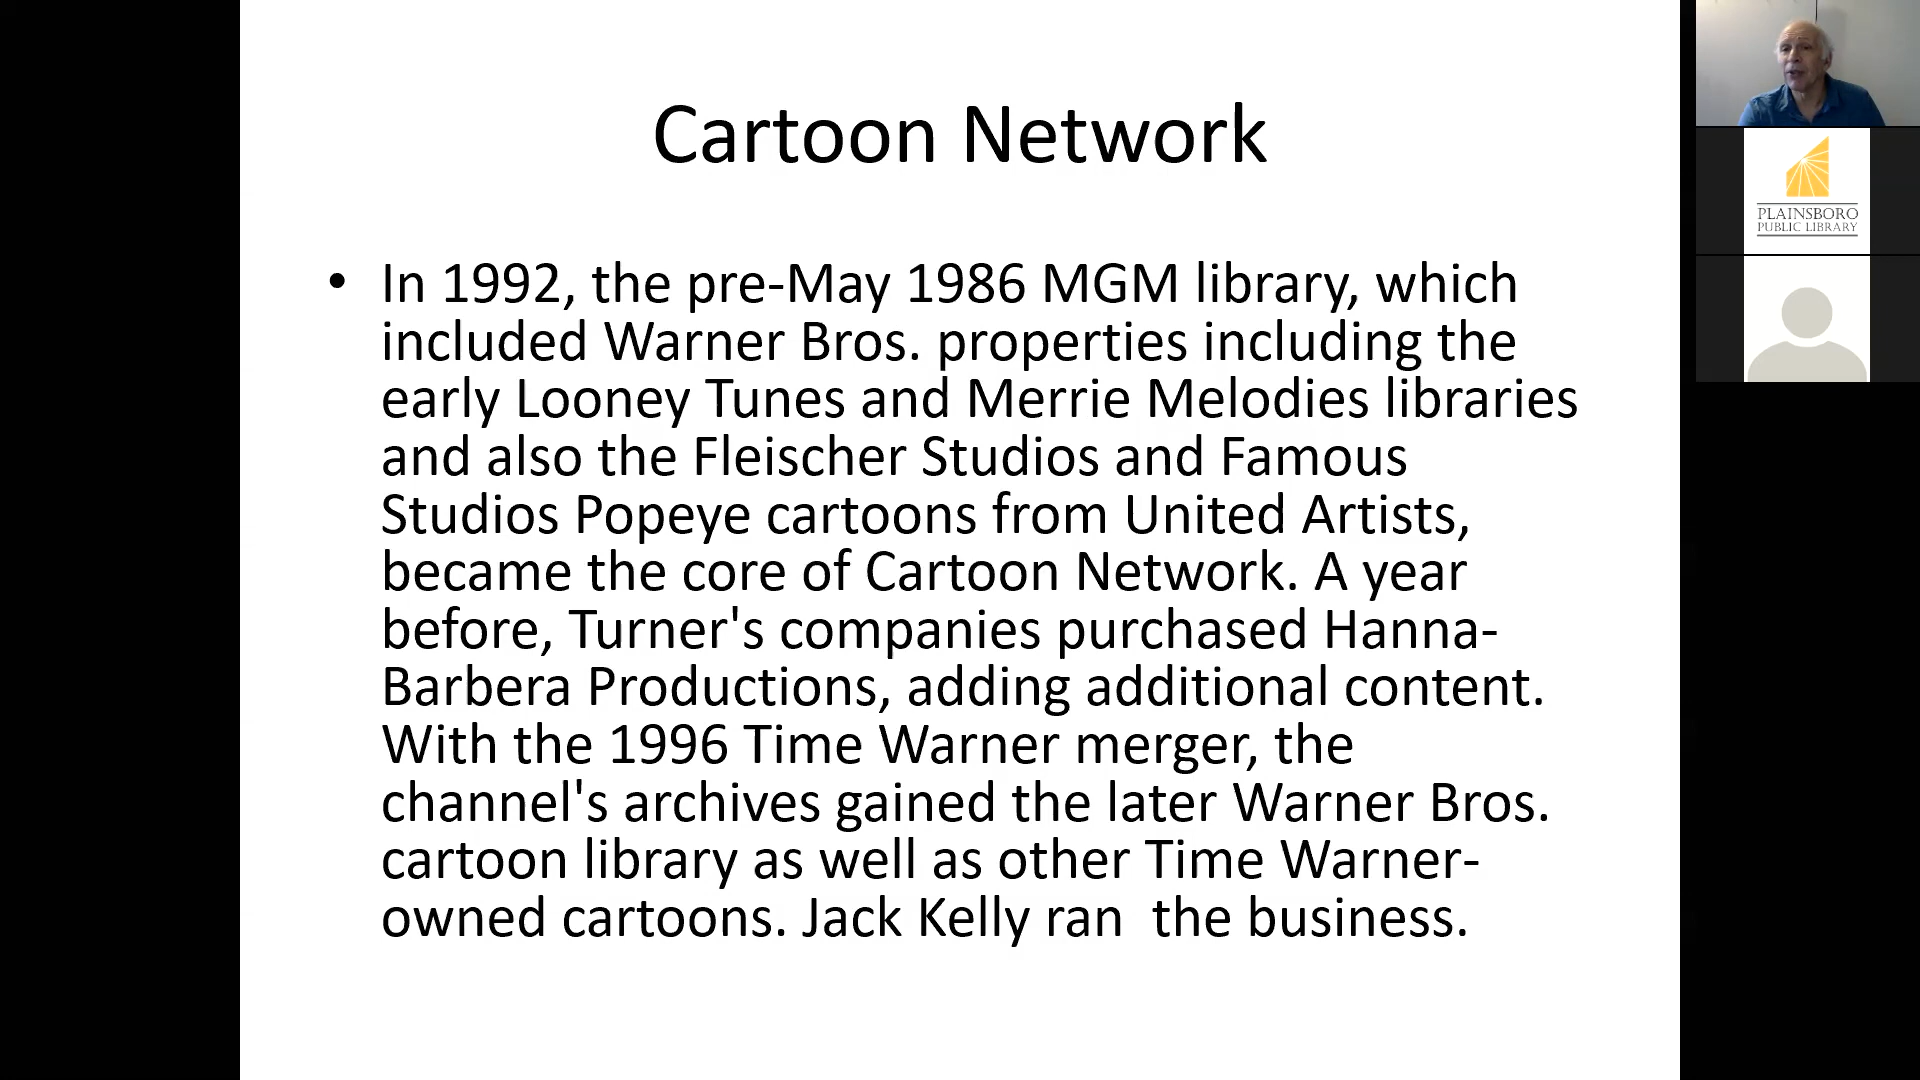 Cartoon Network
• In 1992, the pre-May 1986 MGM library, which
included Warner Bros. properties including the
early Looney Tunes and Merrie Melodies libraries
and also the Fleischer Studios and Famous
Studios Popeye cartoons from United Artists,
became the core of Cartoon Network. A year
before, Turner's companies purchased Hanna-
Barbera Productions, adding additional content.
With the 1996 Time Warner merger, the
channel's archives gained the later Warner Bros.
cartoon library as well as other Time Warner-
owned cartoons. Jack Kelly ran  the business.
PLAINSBORO
PUBLIC LIBRARY